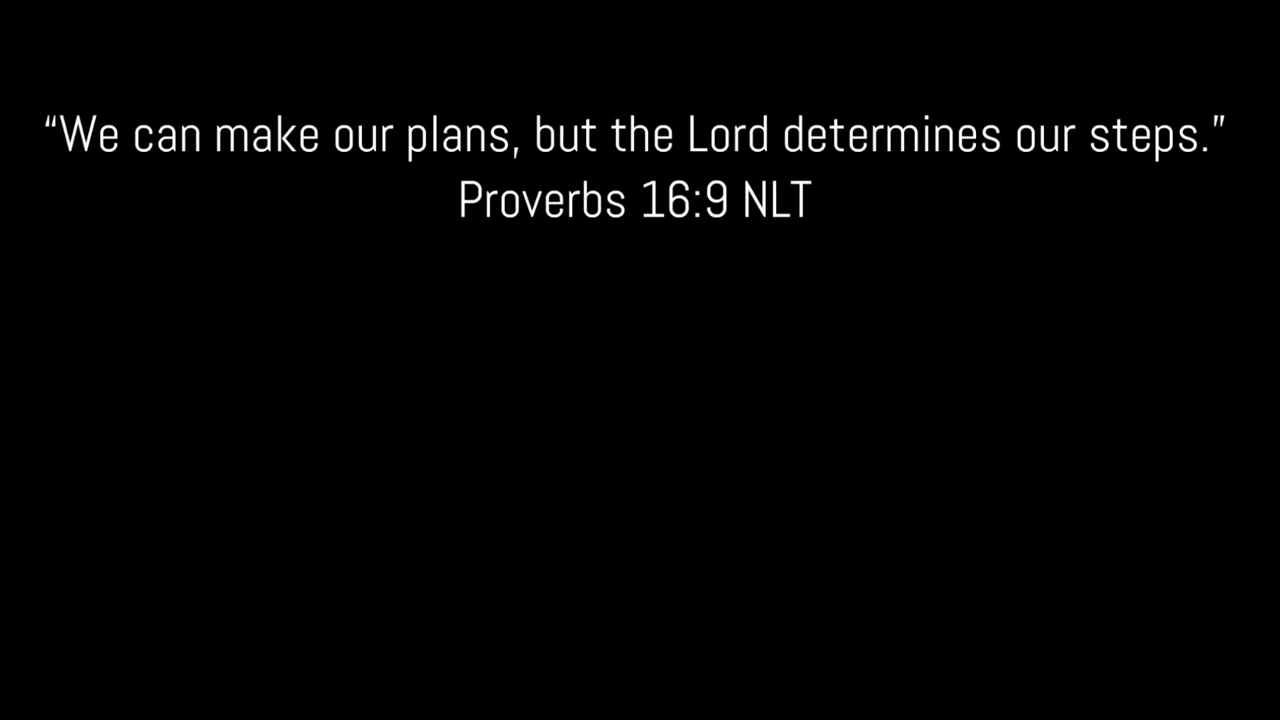 “We can make our plans, but the Lord determines our steps.”
Proverbs 16:9 NLT